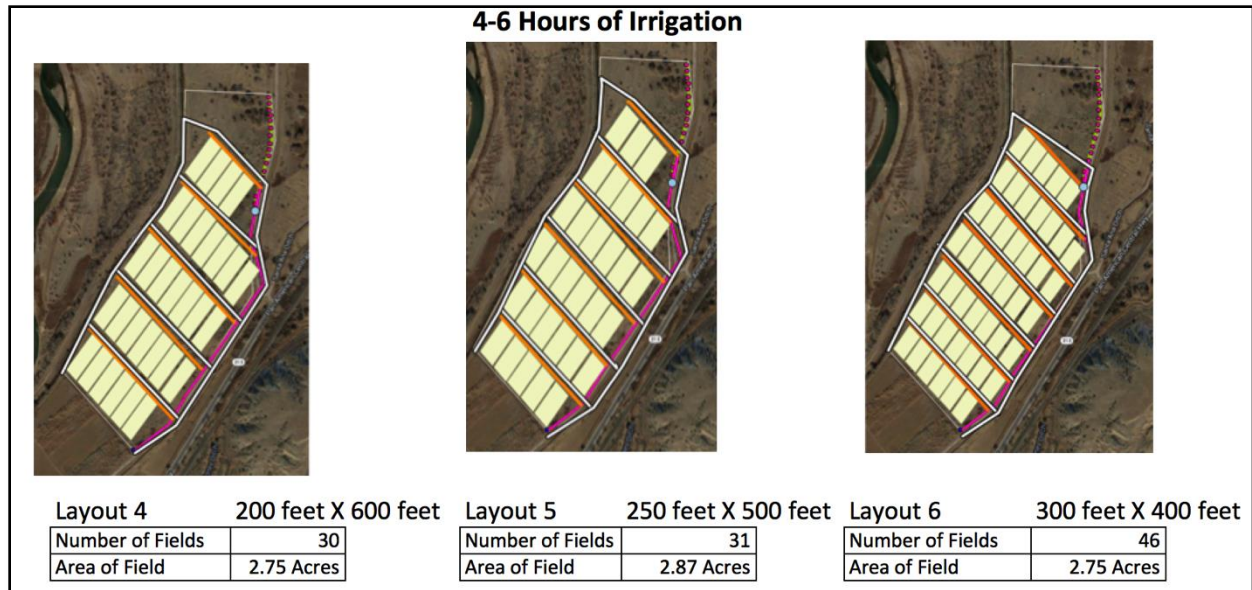 4-6 Hours of Irrigation
Layout 4 200 feet X 600 feet
Number of Fields 30
Area of Field 2.75 Acres
Layout 5 250 feet X 500 feet
Number of Fields 31
Area of Field 2.87 Acres
Layout 6 300 feet X 400 feet
Number of Fields 46
Area of Field 2.75 Acres